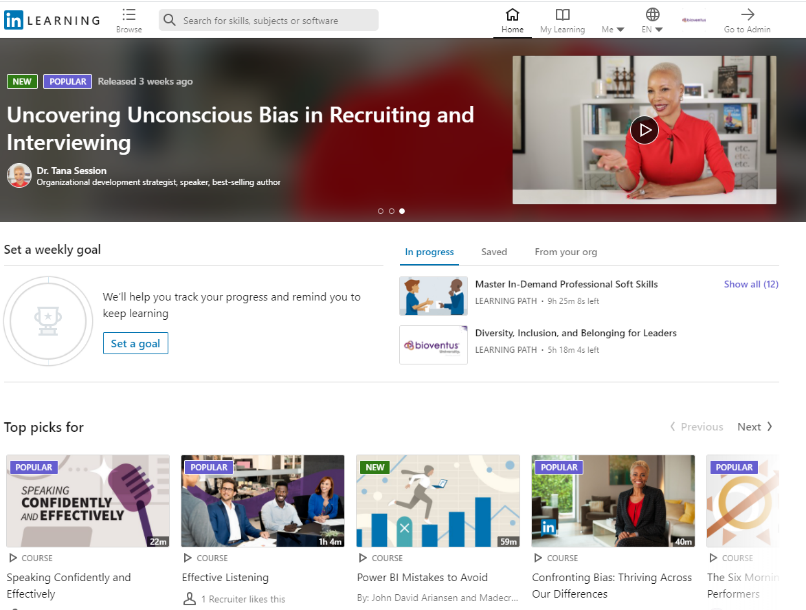 in LEARNING
Browse
Search for skills, subjects or software
Home
My Learning
Me
EN
bioventus
Go to Admin
NEW
POPULAR
Released 3 weeks ago
Uncovering Unconscious Bias in Recruiting and
Interviewing
Dr. Tana Session
Organizational development strategist, speaker, best-selling author
etc.
etc.
etc.
Set a weekly goal
We'll help you track your progress and remind you to
keep learning
Set a goal
In progress
Saved
From your org
Master In-Demand Professional Soft Skills
LEARNING PATH • 9h 25m 8s left
Show all (12)
bioventus
Diversity, Inclusion, and Belonging for Leaders
LEARNING PATH • 5h 18m 4s left
Top picks for
Previous
Next
POPULAR
SPEAKING
CONFIDENTLY
AND EFFECTIVELY
22m
COURSE
Speaking Confidently and
Effectively
POPULAR
1h 4m
COURSE
Effective Listening
1 Recruiter likes this
NEW
59m
COURSE
Power BI Mistakes to Avoid
By: John David Ariansen and Madecr...
POPULAR
in
40m
COURSE
Confronting Bias: Thriving Across
Our Differences
POPULAR
COURSE
The Six Mornin
Performers